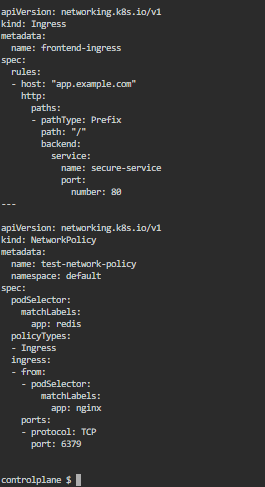 apiVersion: networking.k8s.io/v1
kind: Ingress
metadata:
  name: frontend-ingress
spec:
  rules:
  - host: "app.example.com"
    http:
      paths:
      - pathType: Prefix
        path: "/"
        backend:
          service:
            name: secure-service
            port:
              number: 80
---

apiVersion: networking.k8s.io/v1
kind: NetworkPolicy
metadata:
  name: test-network-policy
  namespace: default
spec:
  podSelector:
    matchLabels:
      app: redis
  policyTypes:
  - Ingress
  ingress:
  - from:
    - podSelector:
        matchLabels:
          app: nginx
    ports:
    - protocol: TCP
      port: 6379

controlplane $